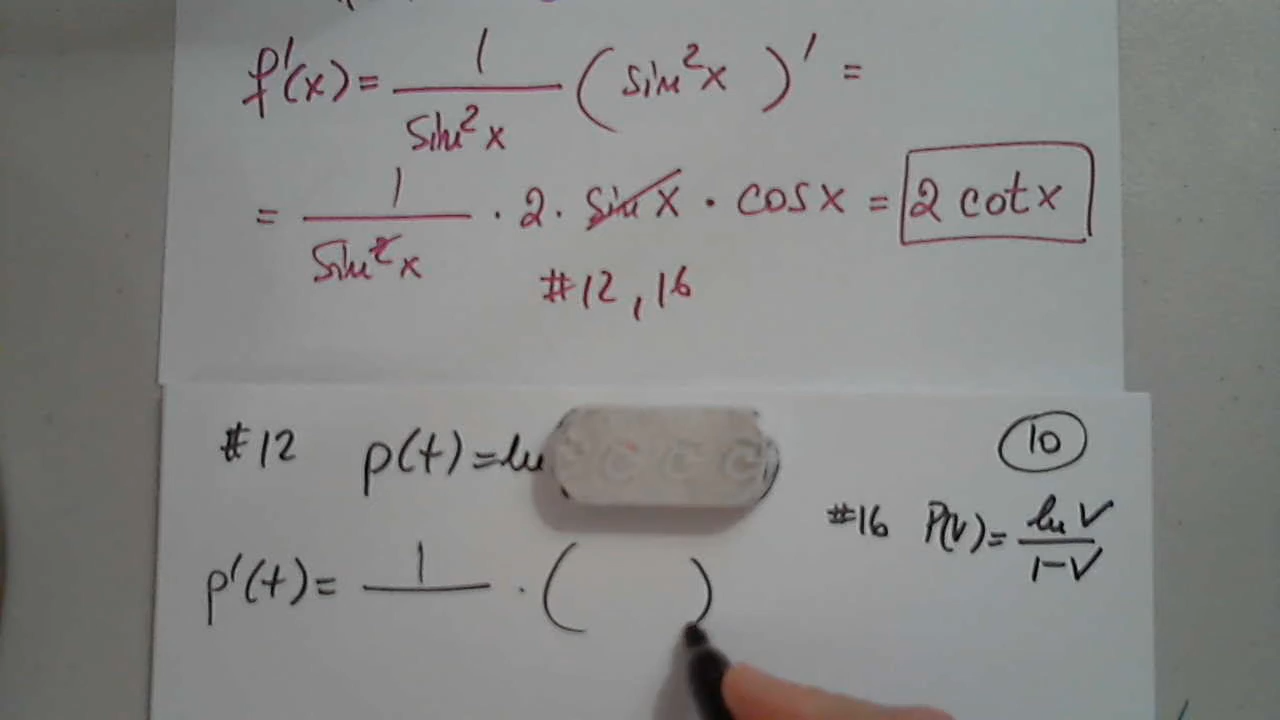 f'(x) = 1/sin²x (sin²x)' =
= 1/sin²x · 2 · sin x · cos x = 2 cot x
#12, 16
#12 p(t) = ln
10
#16 P(v) = ln v/1-v
p'(t) = 1/ · ( )